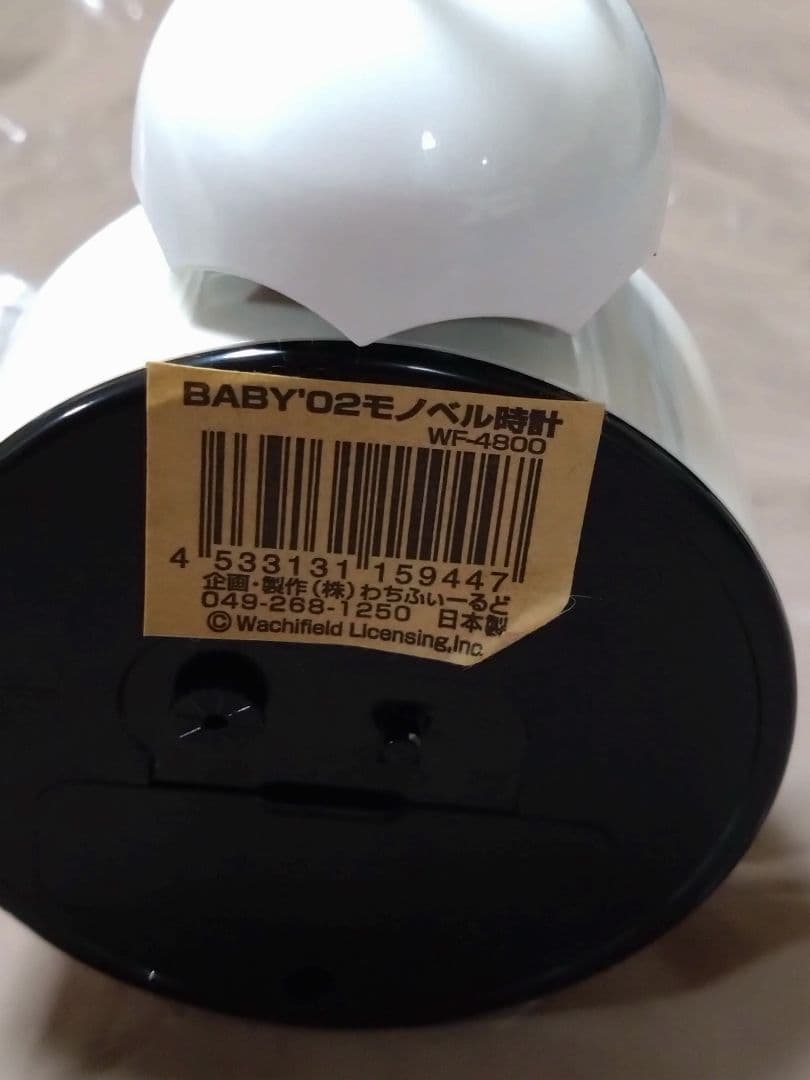 BABY'02モノベル時計
WF-4800
4 533131 159447
企画・製作(株)わちふぃーるど
049-268-1250 日本製
© Wachifield Licensing,Inc.